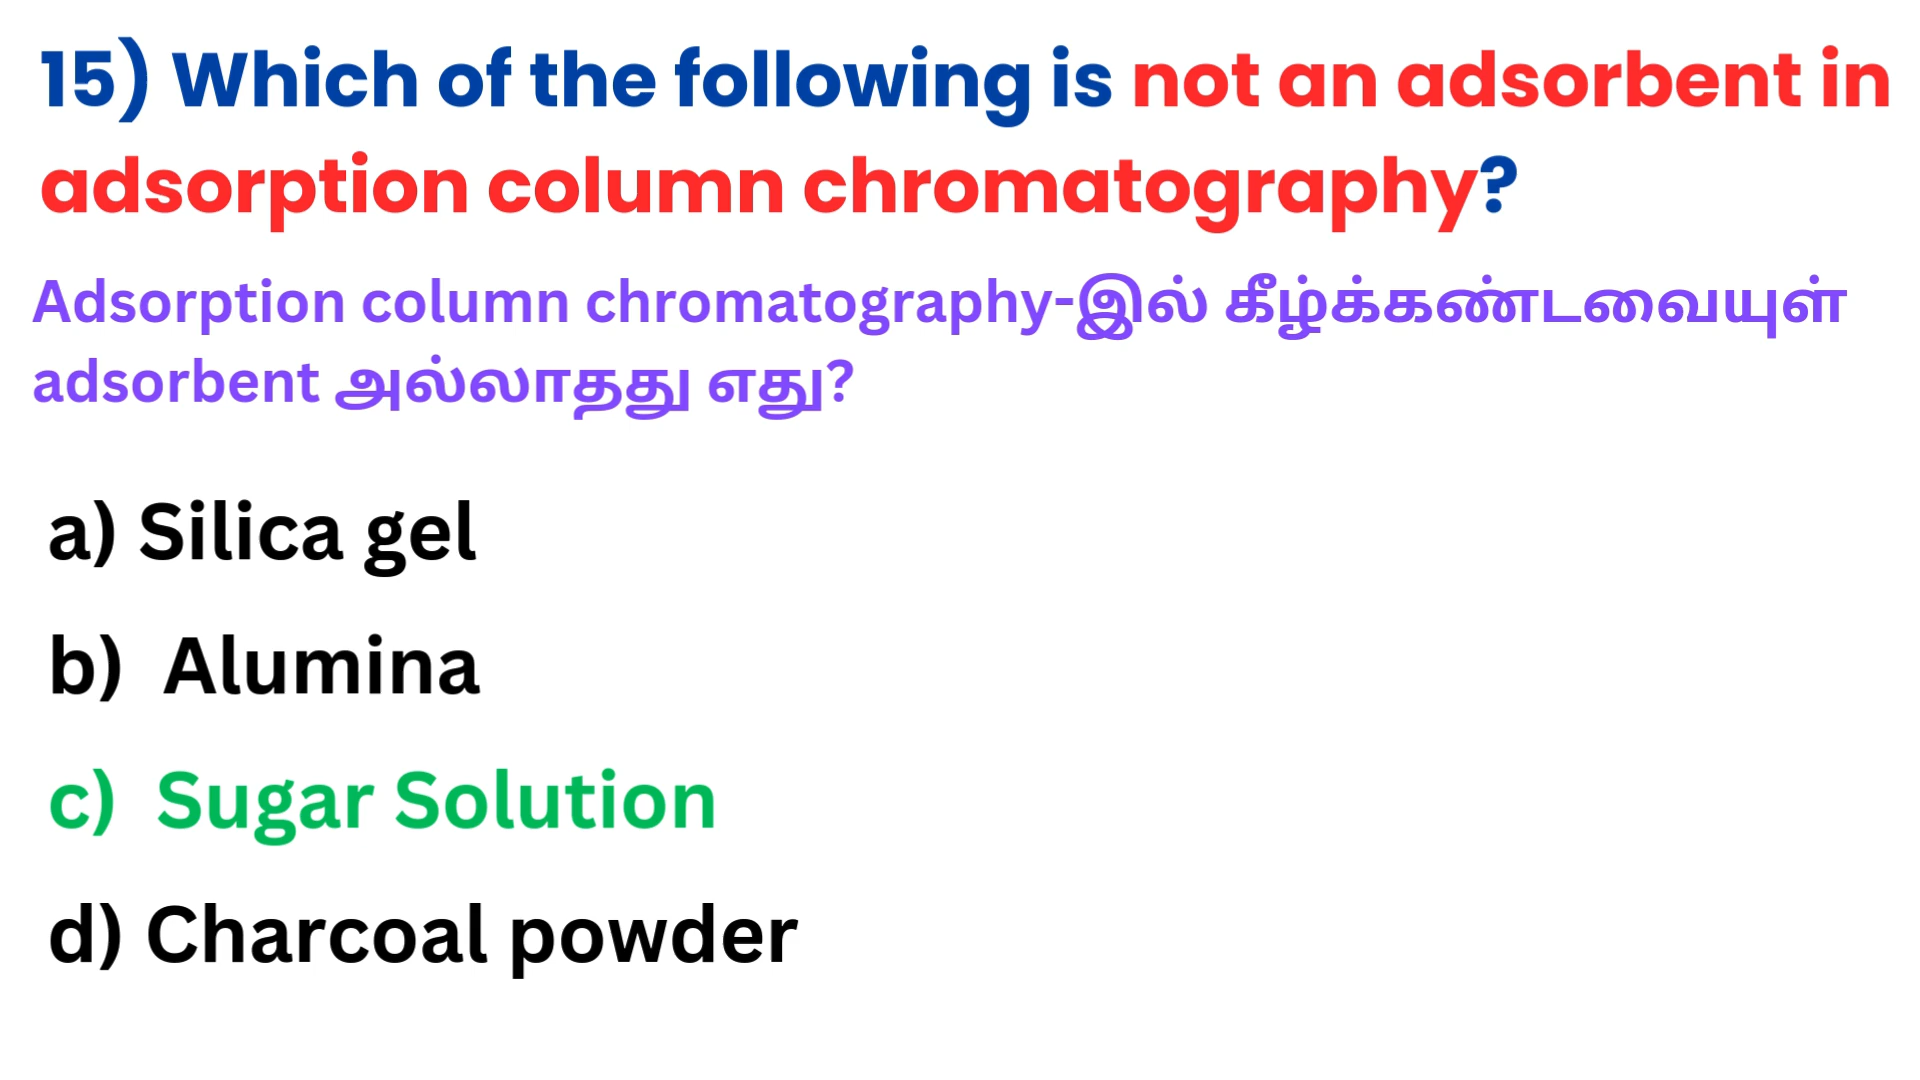 15) Which of the following is not an adsorbent in
adsorption column chromatography?
Adsorption column chromatography-இல் கீழ்க்கண்டவையுள்
adsorbent அல்லாதது எது?
a) Silica gel
b) Alumina
c) Sugar Solution
d) Charcoal powder